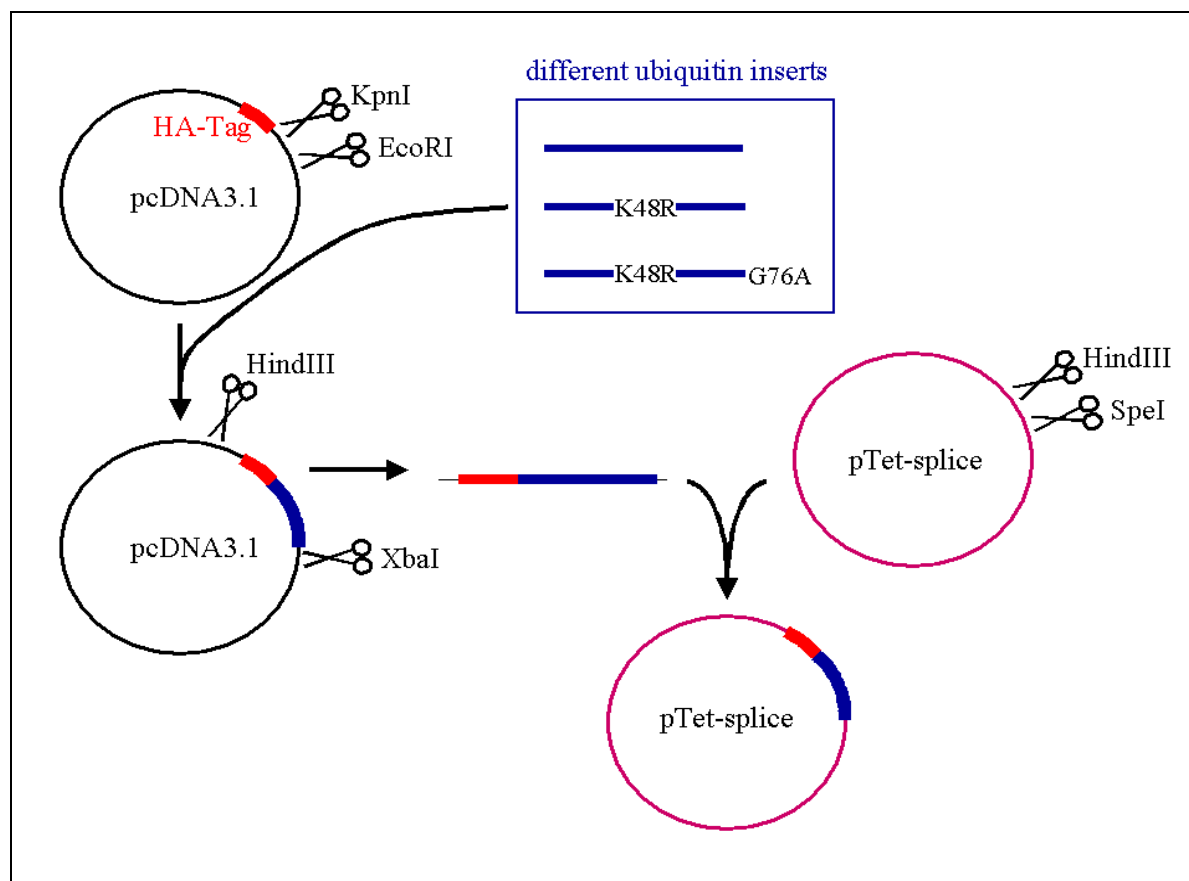 different ubiquitin inserts
KpnI
HA-Tag
EcoRI
pcDNA3.1
K48R
K48R
G76A
HindIII
pcDNA3.1
XbaI
HindIII
SpeI
pTet-splice
pTet-splice